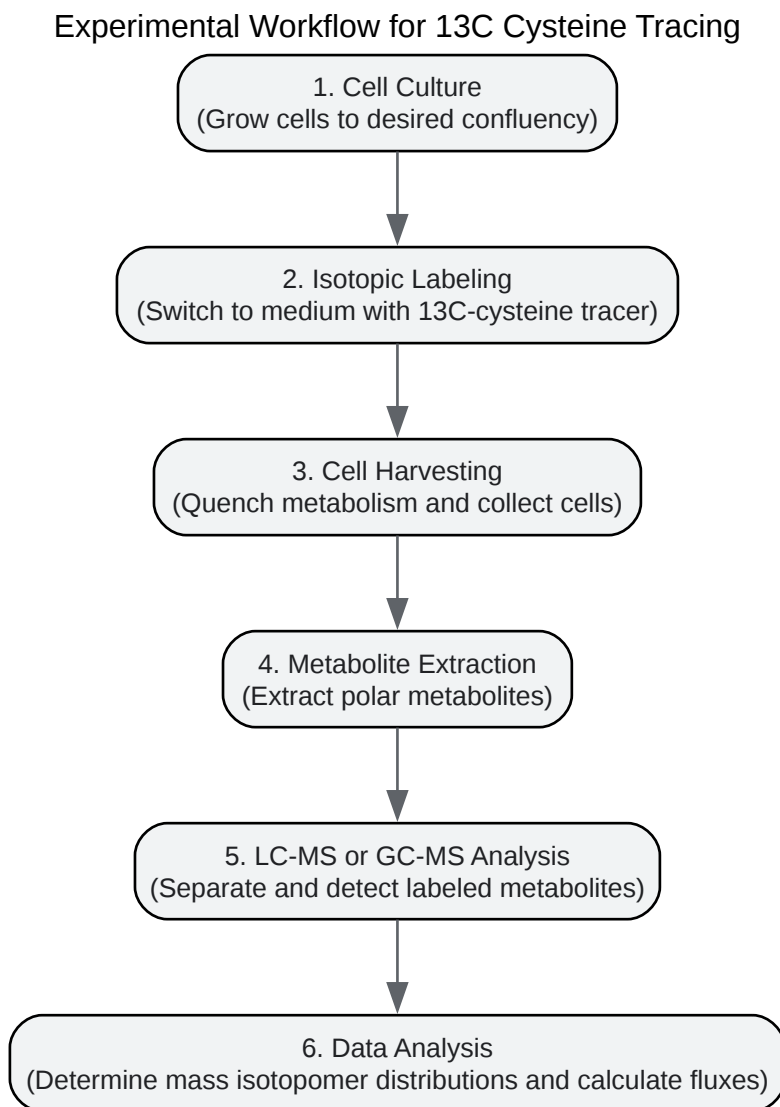 Experimental Workflow for 13C Cysteine Tracing
1. Cell Culture
(Grow cells to desired confluency)
2. Isotopic Labeling
(Switch to medium with 13C-cysteine tracer)
3. Cell Harvesting
(Quench metabolism and collect cells)
4. Metabolite Extraction
(Extract polar metabolites)
5. LC-MS or GC-MS Analysis
(Separate and detect labeled metabolites)
6. Data Analysis
(Determine mass isotopomer distributions and calculate fluxes)